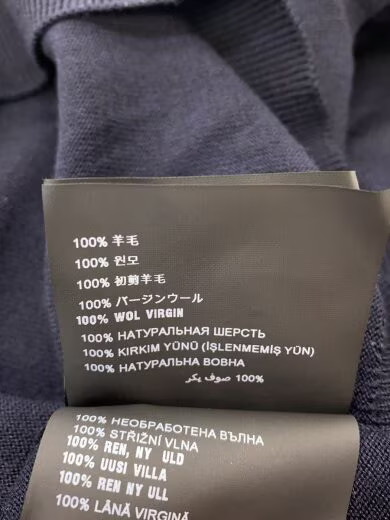 100% 羊毛
100% 원모
100% 初剪羊毛
100% バージンウール
100% WOL VIRGIN
100% НАТУРАЛЬНАЯ ШЕРСТЬ
100% KIRKIM YÜNÜ (İŞLENMEMİŞ YÜN)
100% НАТУРАЛЬНА ВОВНА
100% صوف بكر
100% НЕОБРАБОТЕНА ВЪЛНА
100% STŘIŽNÍ VLNA
100% REN, NY ULD
100% UUSI VILLA
100% REN NY ULL
100% LÂNĂ VIRGINĂ